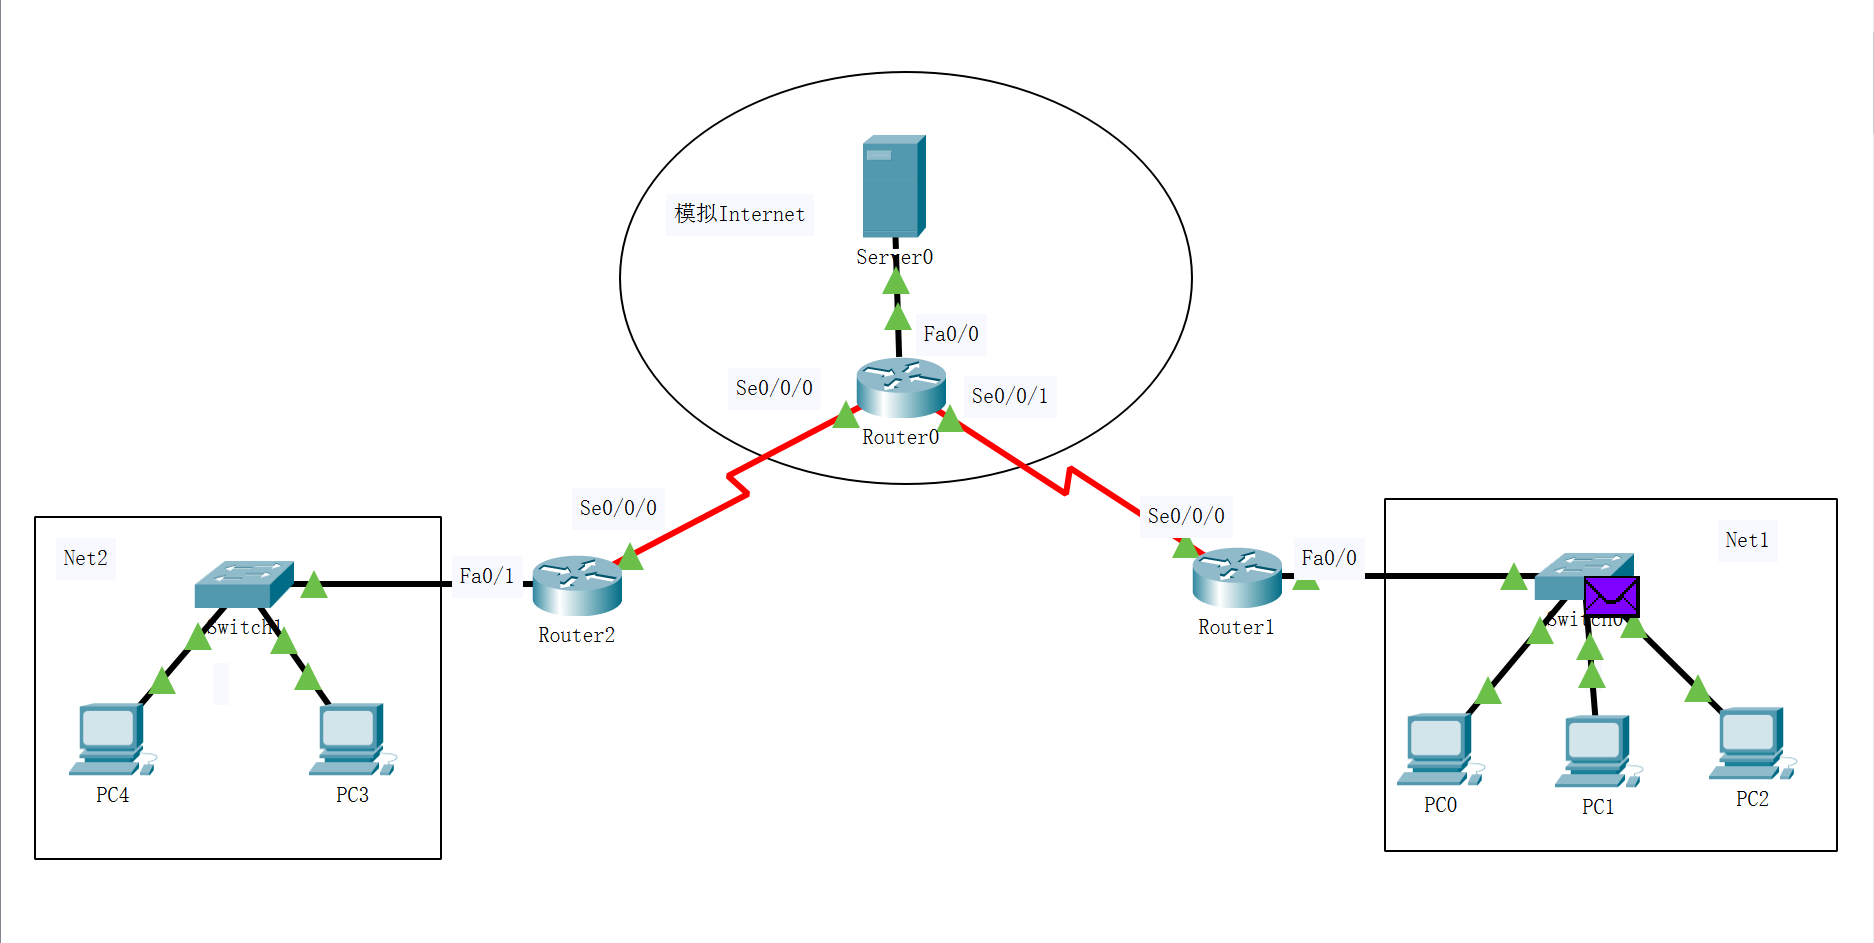 模拟Internet
Server0
Fa0/0
Se0/0/0
Se0/0/1
Router0
Se0/0/0
Se0/0/0
Net2
Fa0/1
Fa0/0
Net1
Switch1
Router2
Router1
Switch0
PC4
PC3
PC0
PC1
PC2